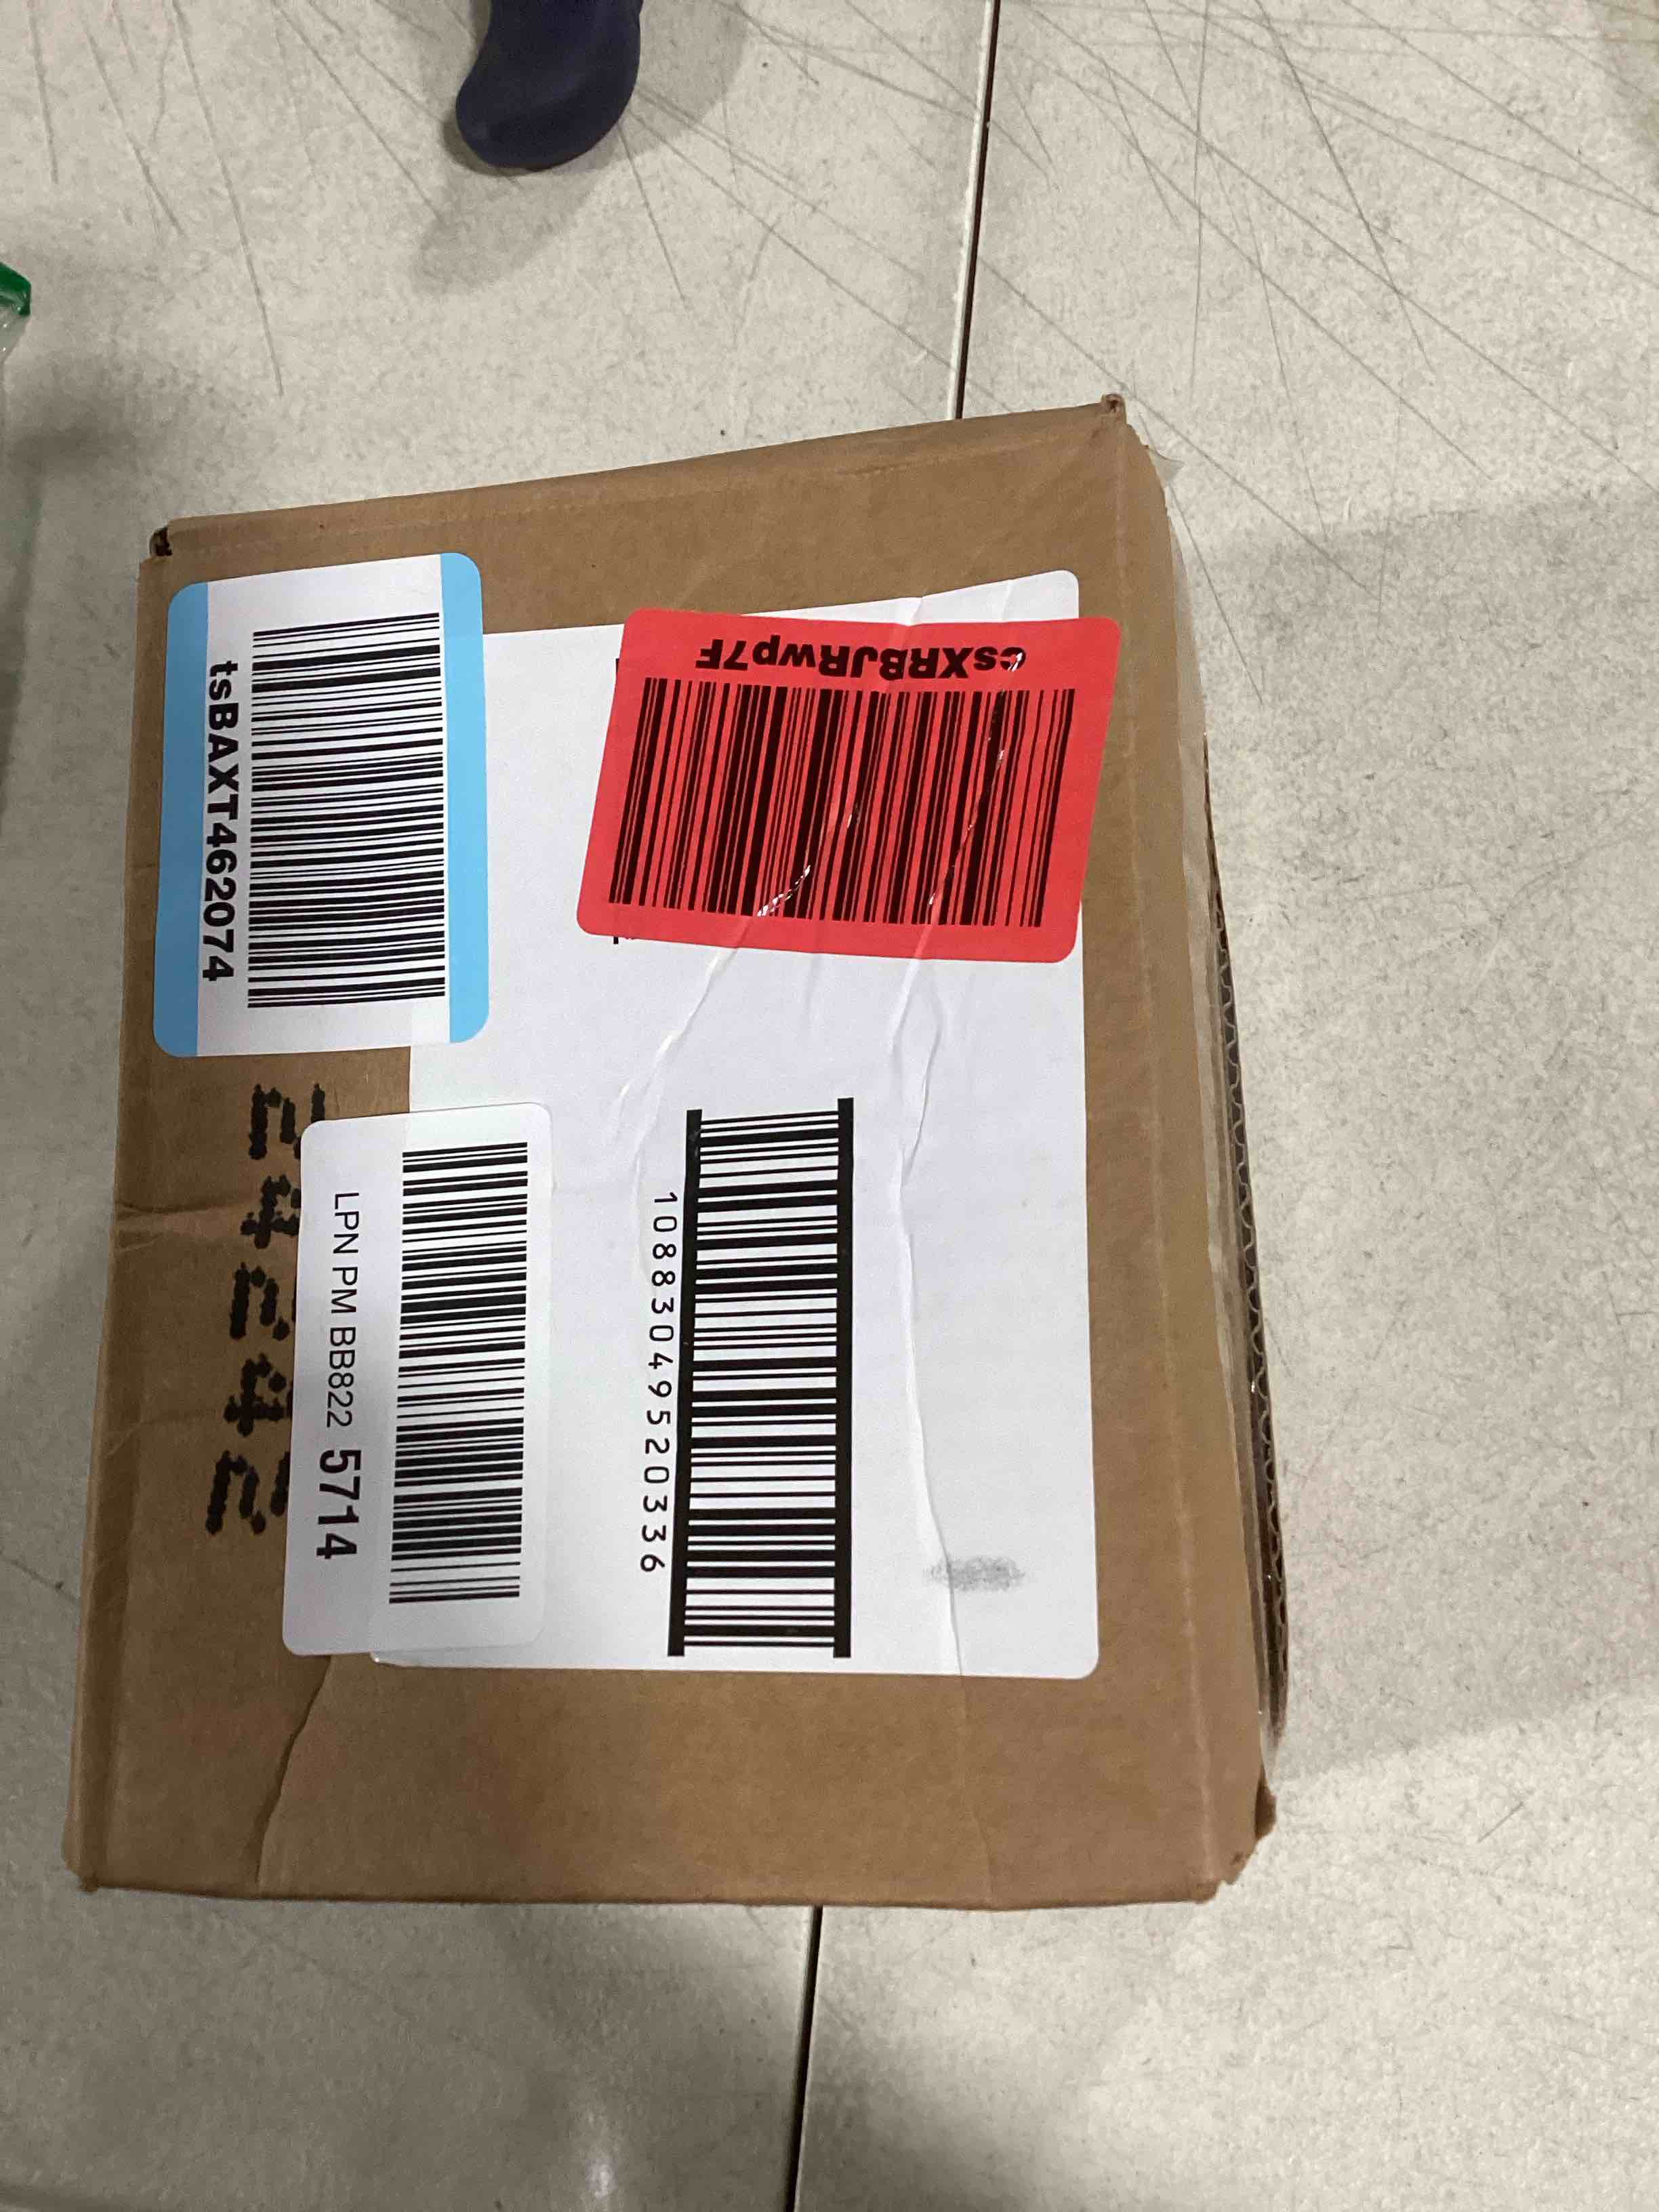 tsBAXT462074
csXRBJRwp7F
LPN PM BB822 5714
10883049520336